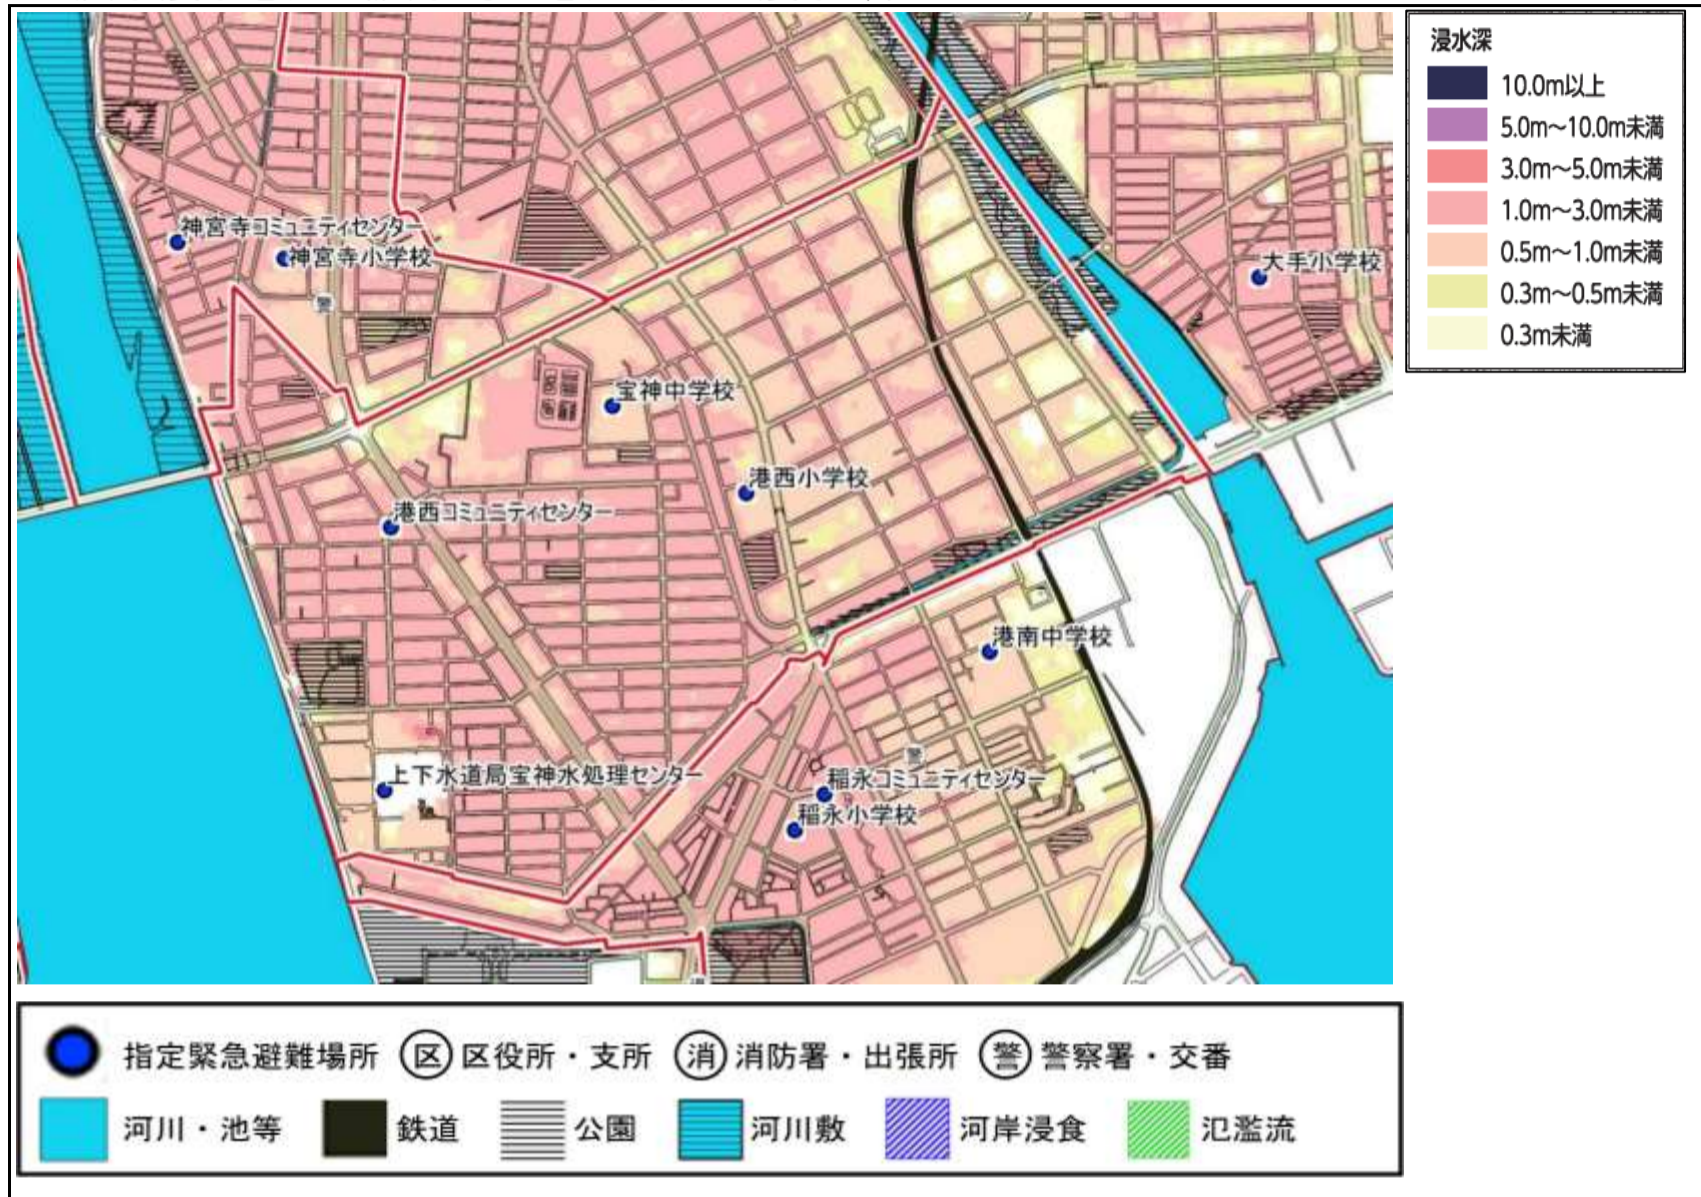 浸水深
10.0m以上
5.0m～10.0m未満
3.0m～5.0m未満
1.0m～3.0m未満
0.5m～1.0m未満
0.3m～0.5m未満
0.3m未満
神宮寺コミュニティセンター
神宮寺小学校
大手小学校
警
宝神中学校
港西小学校
港西コミュニティセンター
港南中学校
警
上下水道局宝神水処理センター
稲永コミュニティセンター
稲永小学校
指定緊急避難場所 区 区役所・支所 消 消防署・出張所 警 警察署・交番
河川・池等 鉄道 公園 河川敷 河岸浸食 氾濫流